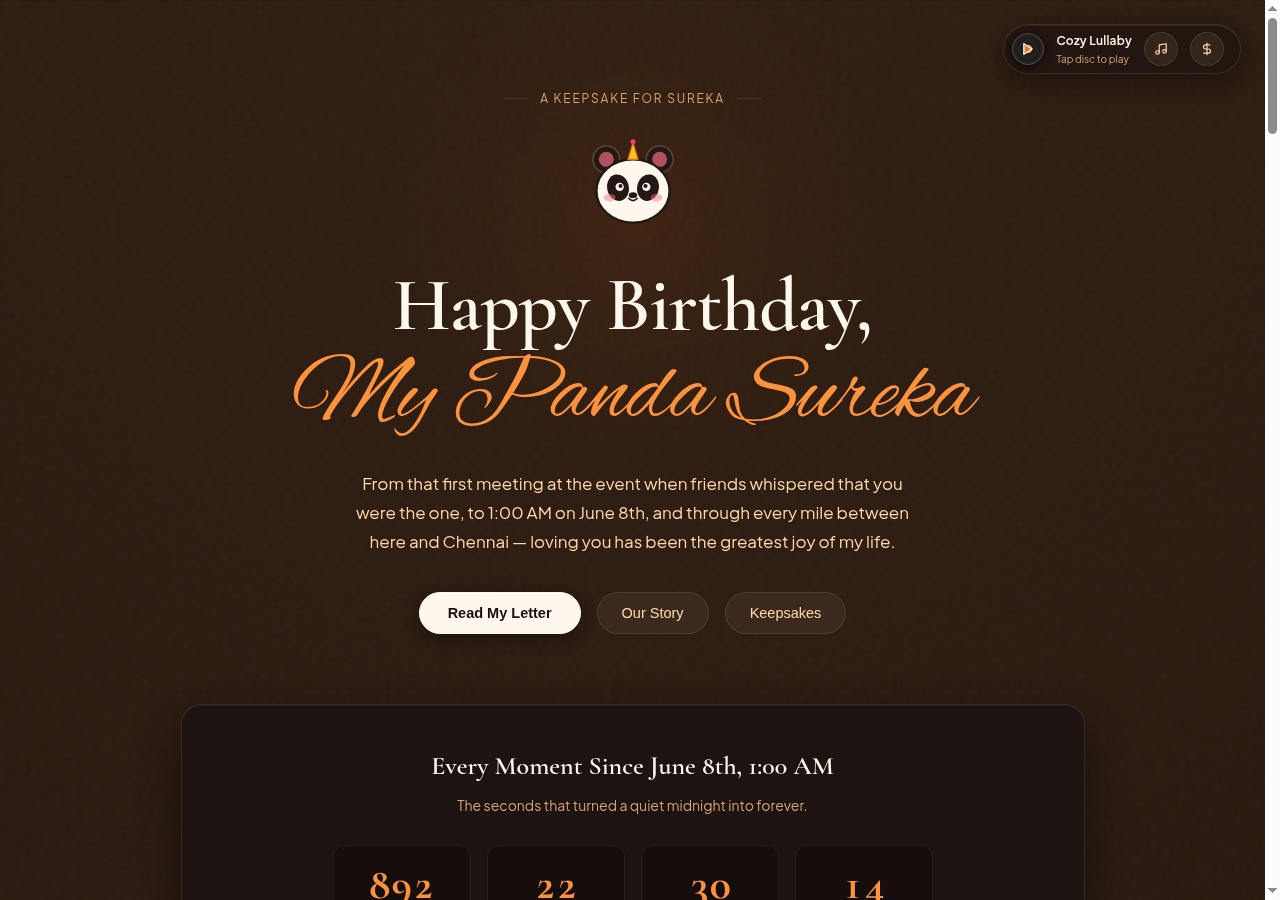 Cozy Lullaby
Tap disc to play
A KEEPSAKE FOR SUREKA
Happy Birthday,
My Panda Sureka
From that first meeting at the event when friends whispered that you
were the one, to 1:00 AM on June 8th, and through every mile between
here and Chennai — loving you has been the greatest joy of my life.
Read My Letter
Our Story
Keepsakes
Every Moment Since June 8th, 1:00 AM
The seconds that turned a quiet midnight into forever.
892
22
30
14